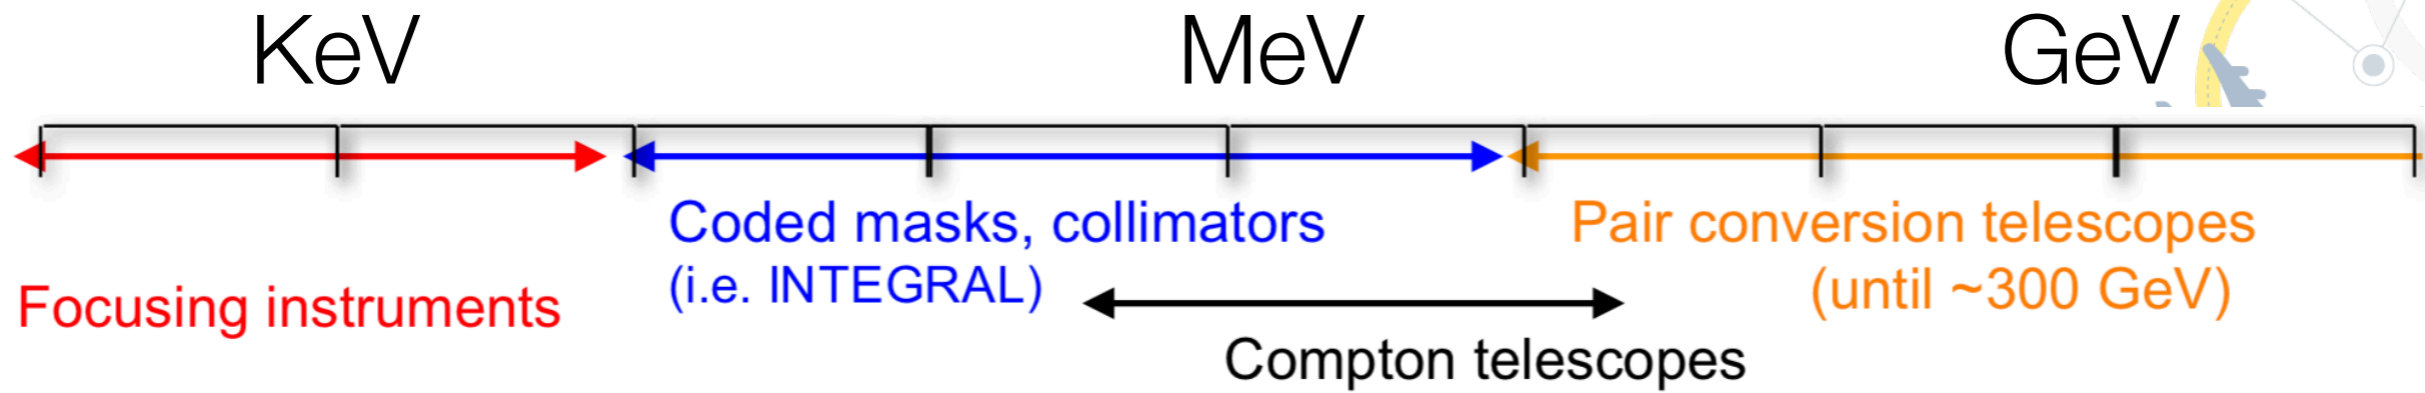 KeV MeV GeV
Coded masks, collimators
(i.e. INTEGRAL)
Pair conversion telescopes
(until ~300 GeV)
Focusing instruments
Compton telescopes